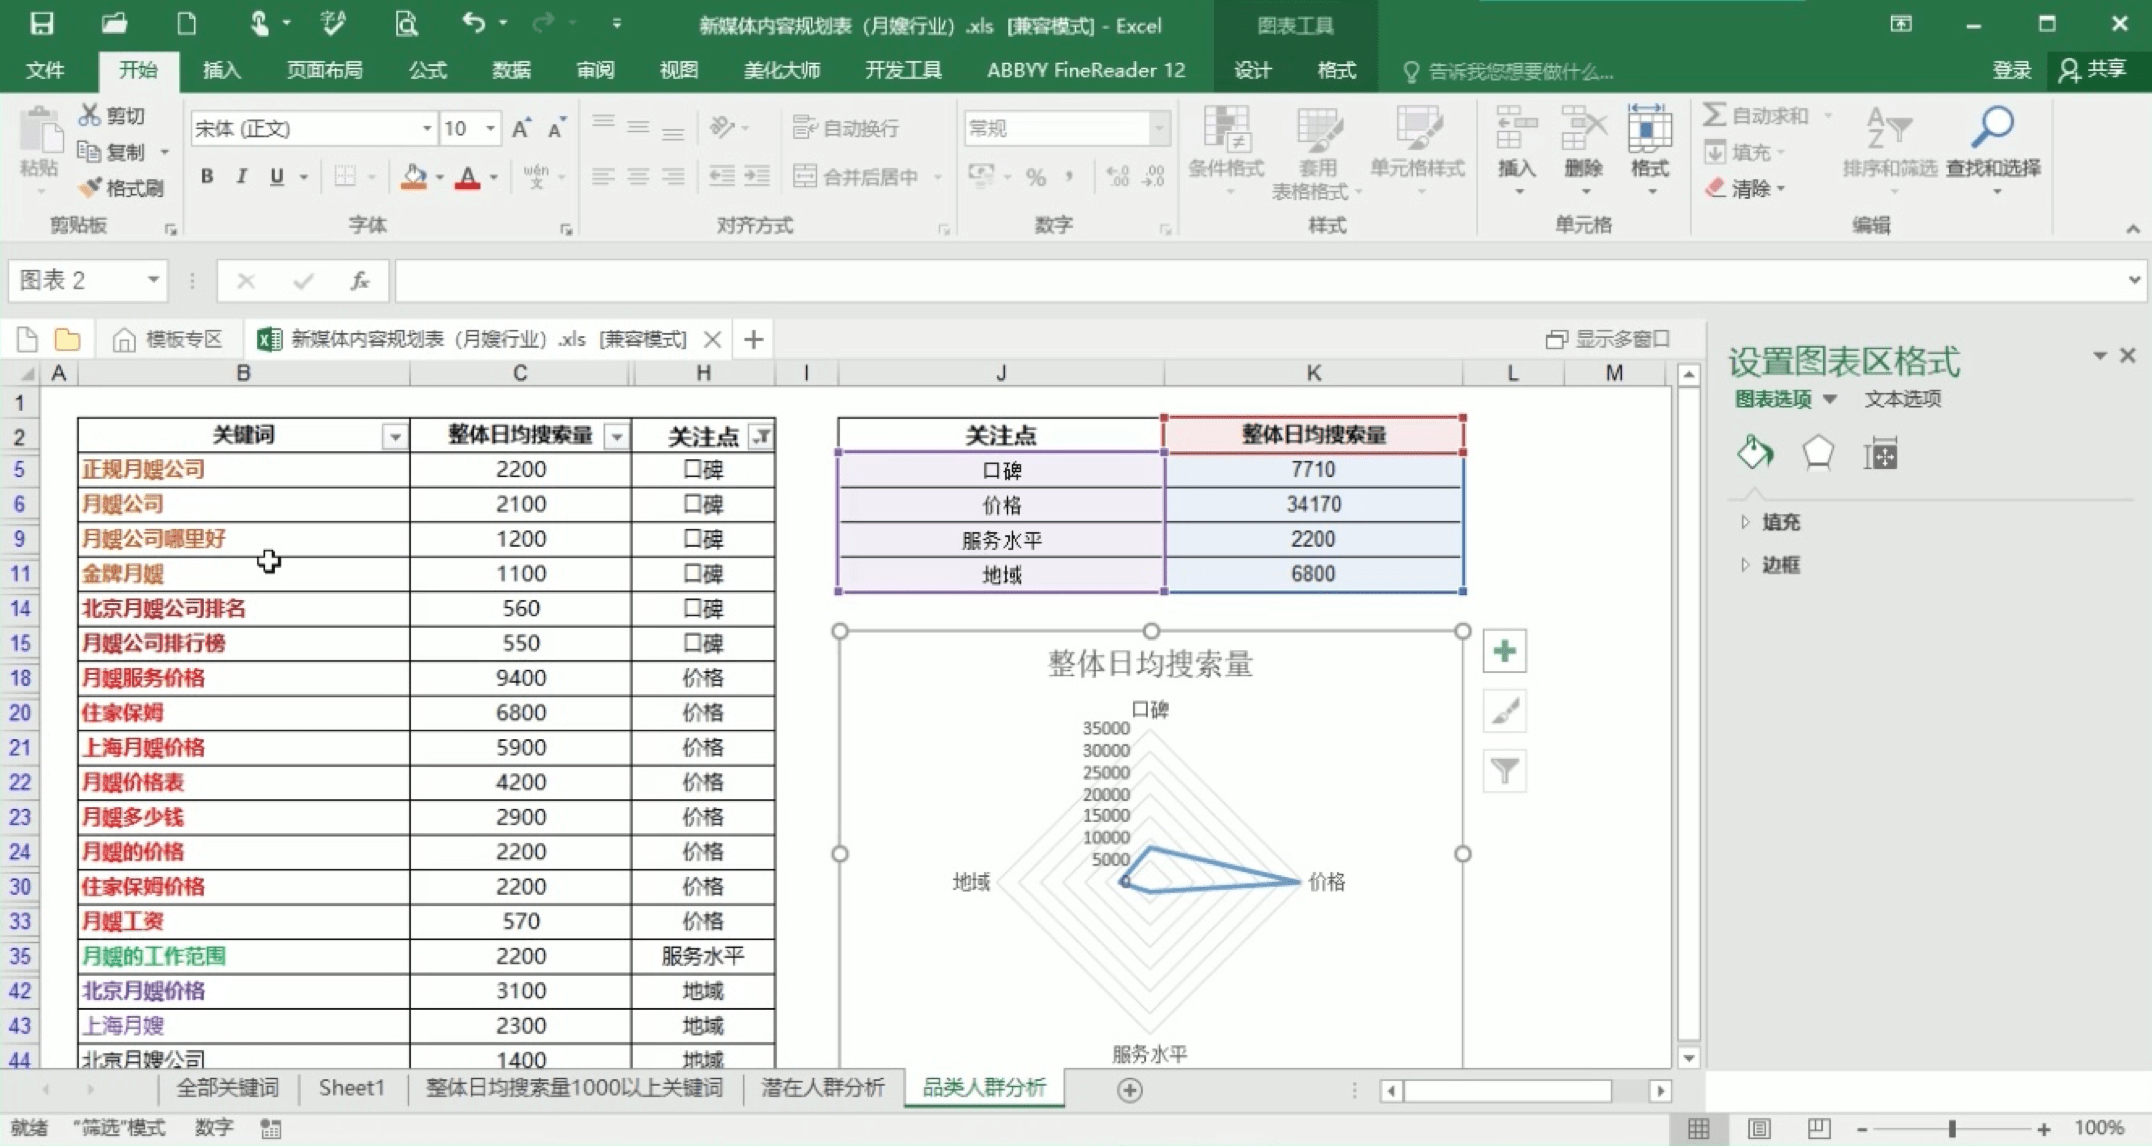 新媒体内容规划表（月嫂行业）.xls [兼容模式] - Excel
图表工具
文件 开始 插入 页面布局 公式 数据 审阅 视图 美化大师 开发工具 ABBYY FineReader 12 设计 格式 告诉我您想要做什么... 登录 共享
粘贴 剪切 复制 格式刷
宋体 (正文) 10
B I U wén 文
自动换行
合并后居中
常规
% ,
条件格式 套用表格格式 单元格样式
插入 删除 格式
自动求和 填充 清除
排序和筛选 查找和选择
剪贴板 字体 对齐方式 数字 样式 单元格 编辑
图表 2 fx
模板专区 新媒体内容规划表（月嫂行业）.xls [兼容模式] 显示多窗口
A B C H I J K L M
1
2 关键词 整体日均搜索量 关注点
5 正规月嫂公司 2200 口碑
6 月嫂公司 2100 口碑
9 月嫂公司哪里好 1200 口碑
11 金牌月嫂 1100 口碑
14 北京月嫂公司排名 560 口碑
15 月嫂公司排行榜 550 口碑
18 月嫂服务价格 9400 价格
20 住家保姆 6800 价格
21 上海月嫂价格 5900 价格
22 月嫂价格表 4200 价格
23 月嫂多少钱 2900 价格
24 月嫂的价格 2200 价格
30 住家保姆价格 2200 价格
33 月嫂工资 570 价格
35 月嫂的工作范围 2200 服务水平
42 北京月嫂价格 3100 地域
43 上海月嫂 2300 地域
44 北京月嫂公司 1400 地域
关注点 整体日均搜索量
口碑 7710
价格 34170
服务水平 2200
地域 6800
整体日均搜索量
口碑
35000
30000
25000
20000
15000
10000
5000
0
地域
价格
服务水平
设置图表区格式
图表选项 文本选项
填充
边框
全部关键词 Sheet1 整体日均搜索量1000以上关键词 潜在人群分析 品类人群分析
就绪 “筛选”模式 数字 100%